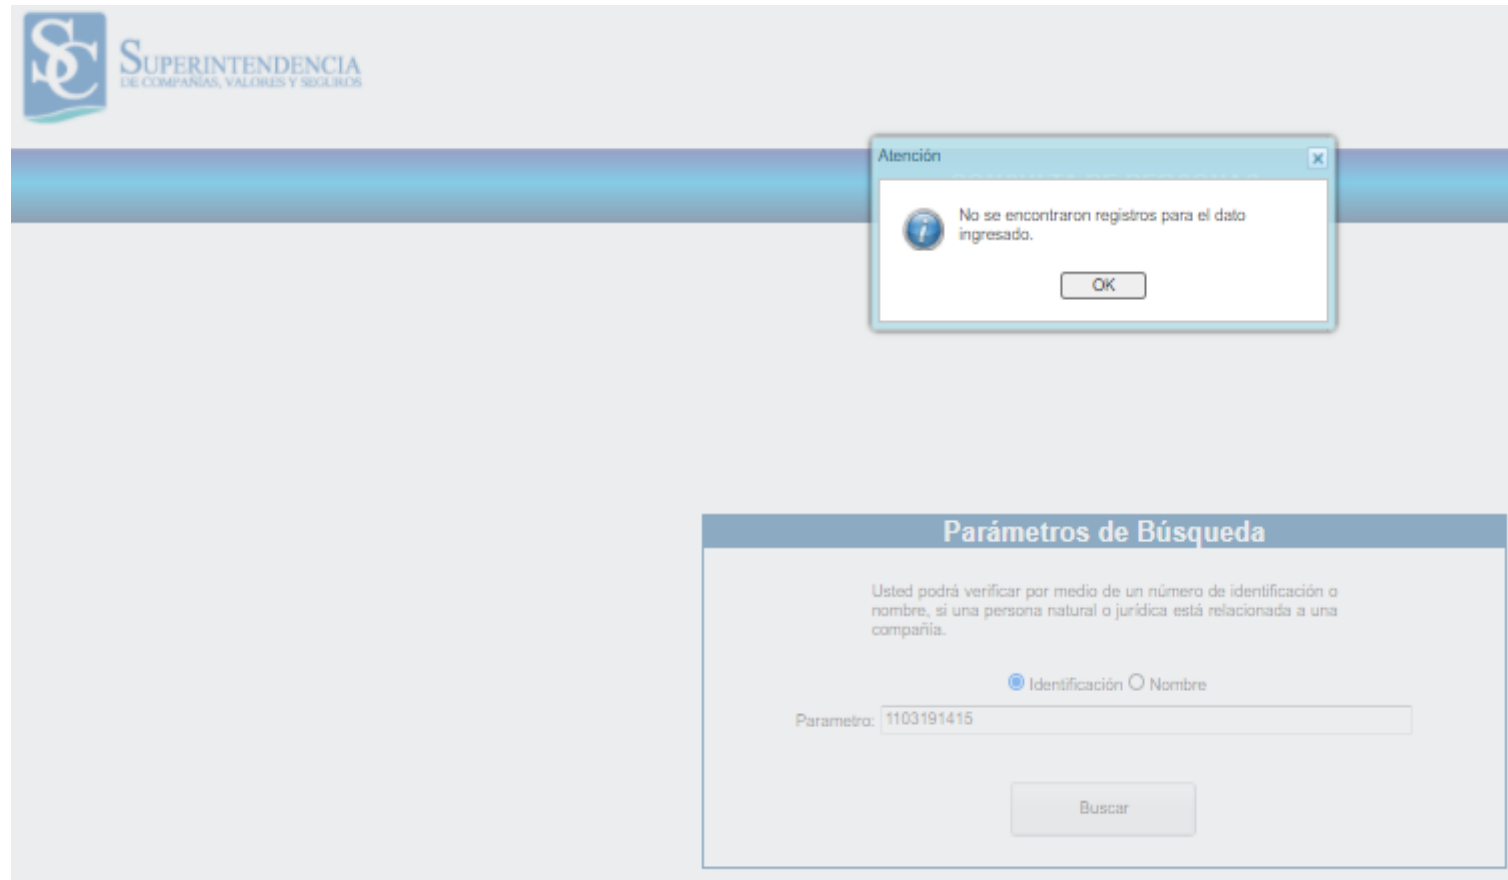 SC
SUPERINTENDENCIA
DE COMPAÑÍAS, VALORES Y SEGUROS
Atención
No se encontraron registros para el dato
ingresado.
OK
Parámetros de Búsqueda
Usted podrá verificar por medio de un número de identificación o
nombre, si una persona natural o jurídica está relacionada a una
compañía.
Identificación Nombre
Parametro: 1103191415
Buscar